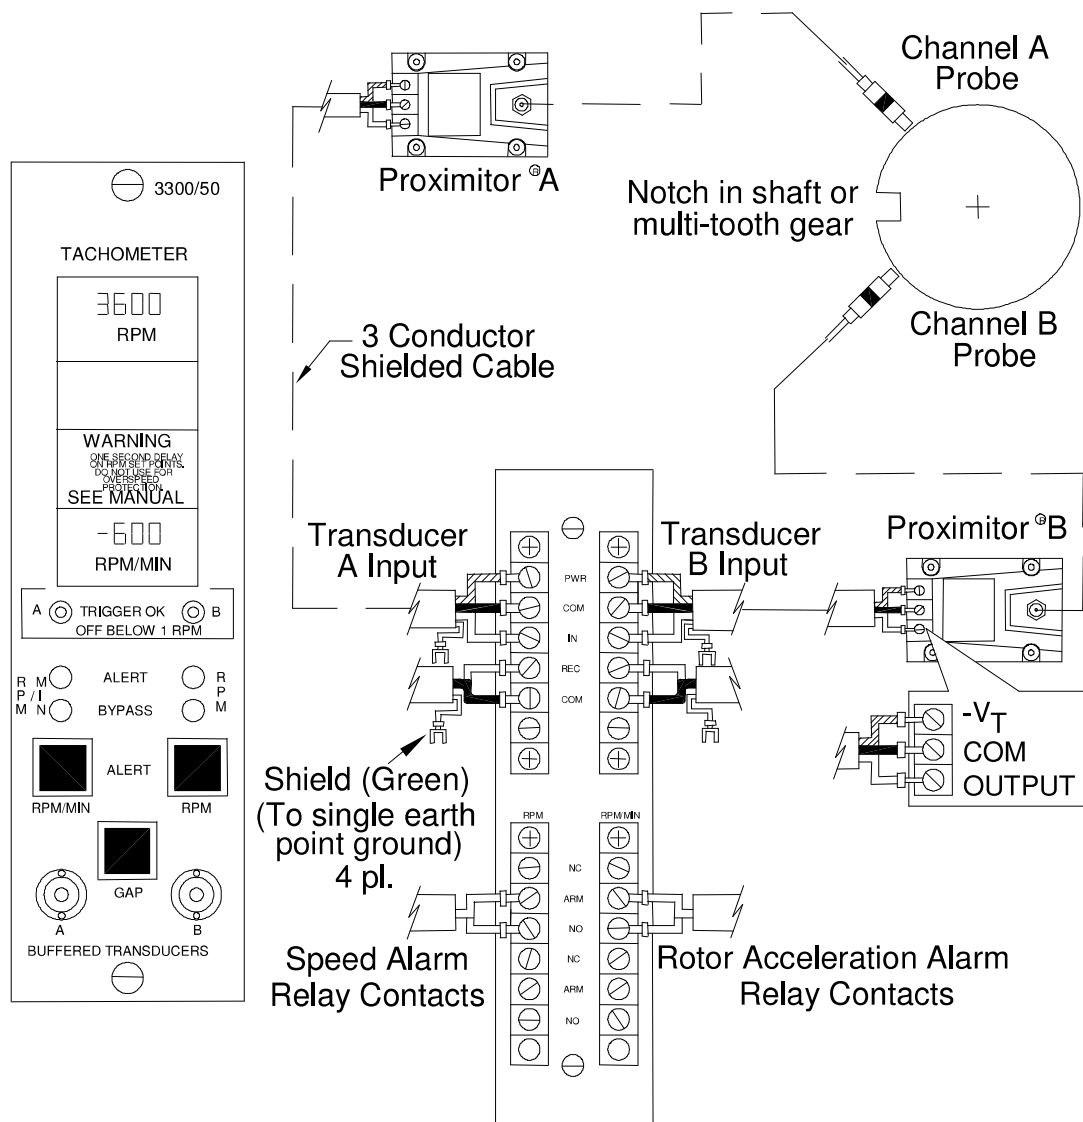 Channel A
Probe
Proximitor ®A
Notch in shaft or
multi-tooth gear
Channel B
Probe
3 Conductor
Shielded Cable
3300/50
TACHOMETER
3600
RPM
WARNING
ONE SECOND DELAY
ON RPM SET POINTS.
DO NOT USE FOR
OVERSPEED
PROTECTION.
SEE MANUAL
-600
RPM/MIN
A TRIGGER OK B
OFF BELOW 1 RPM
RPM/MIN
ALERT
BYPASS
RPM
ALERT
RPM/MIN
RPM
GAP
A
B
BUFFERED TRANSDUCERS
Transducer
A Input
Transducer
B Input
Proximitor ®B
PWR
COM
IN
REC
COM
-VT
COM
OUTPUT
Shield (Green)
(To single earth
point ground)
4 pl.
RPM
RPM/MIN
NC
ARM
NO
NC
ARM
NO
Speed Alarm
Relay Contacts
Rotor Acceleration Alarm
Relay Contacts